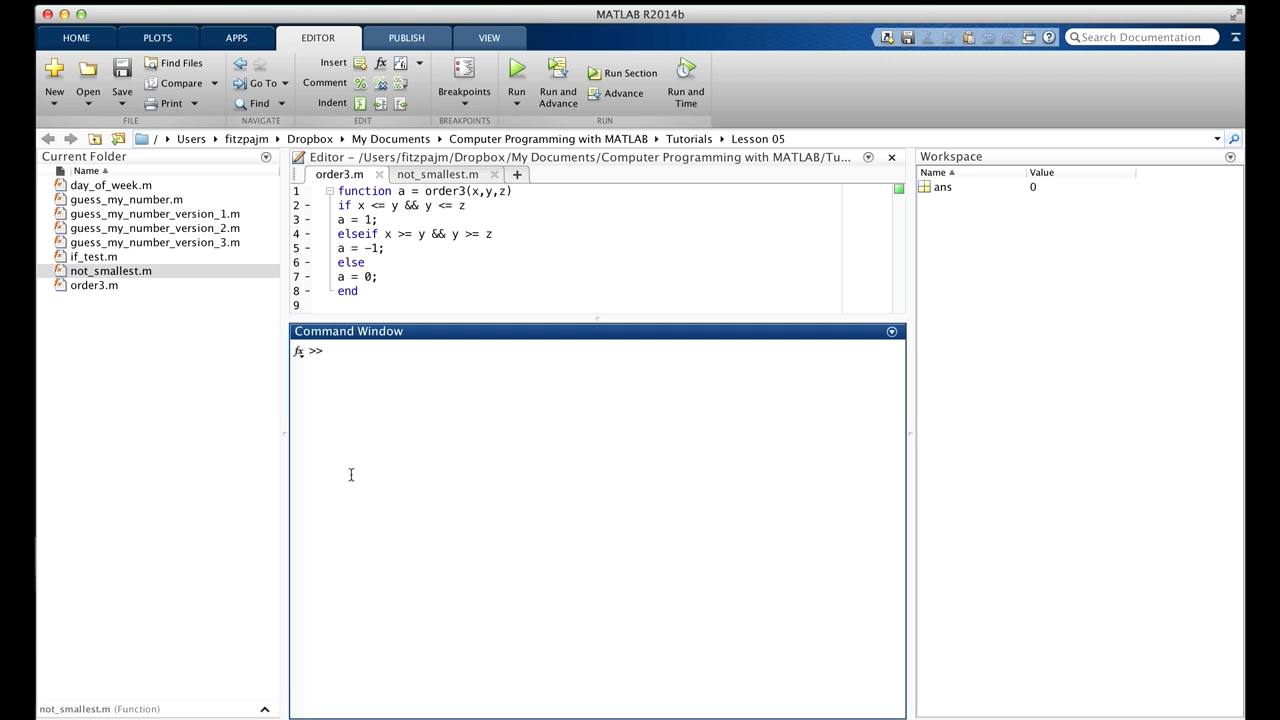 MATLAB R2014b
HOME PLOTS APPS EDITOR PUBLISH VIEW
Search Documentation
New Open Save Find Files Compare Print
Go To Find
Insert Comment Indent
Breakpoints
Run Run and Advance Run Section Advance Run and Time
FILE NAVIGATE EDIT BREAKPOINTS RUN
/ Users fitzpajm Dropbox My Documents Computer Programming with MATLAB Tutorials Lesson 05
Current Folder
Name
day_of_week.m
guess_my_number.m
guess_my_number_version_1.m
guess_my_number_version_2.m
guess_my_number_version_3.m
if_test.m
not_smallest.m
order3.m
not_smallest.m (Function)
Editor – /Users/fitzpajm/Dropbox/My Documents/Computer Programming with MATLAB/Tu...
order3.m not_smallest.m
1 function a = order3(x,y,z)
2 – if x <= y && y <= z
3 – a = 1;
4 – elseif x >= y && y >= z
5 – a = -1;
6 – else
7 – a = 0;
8 – end
9
Command Window
fx >>
Workspace
Name Value
ans 0